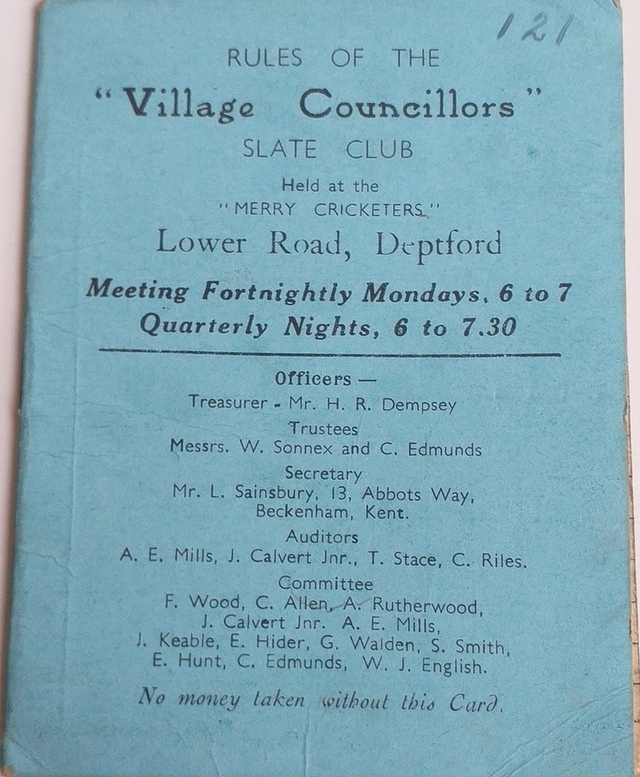 121
RULES OF THE
"Village Councillors"
SLATE CLUB
Held at the
"MERRY CRICKETERS"
Lower Road, Deptford
Meeting Fortnightly Mondays, 6 to 7
Quarterly Nights, 6 to 7.30
Officers —
Treasurer - Mr. H. R. Dempsey
Trustees
Messrs. W. Sonnex and C. Edmunds
Secretary
Mr. L. Sainsbury, 13, Abbots Way,
Beckenham, Kent.
Auditors
A. E. Mills, J. Calvert Jnr., T. Stace, C. Riles.
Committee
F. Wood, C. Allen, A. Rutherwood,
J. Calvert Jnr. A. E. Mills,
J. Keable, E. Hider, G. Walden, S. Smith,
E. Hunt, C. Edmunds, W. J. English.
No money taken without this Card.